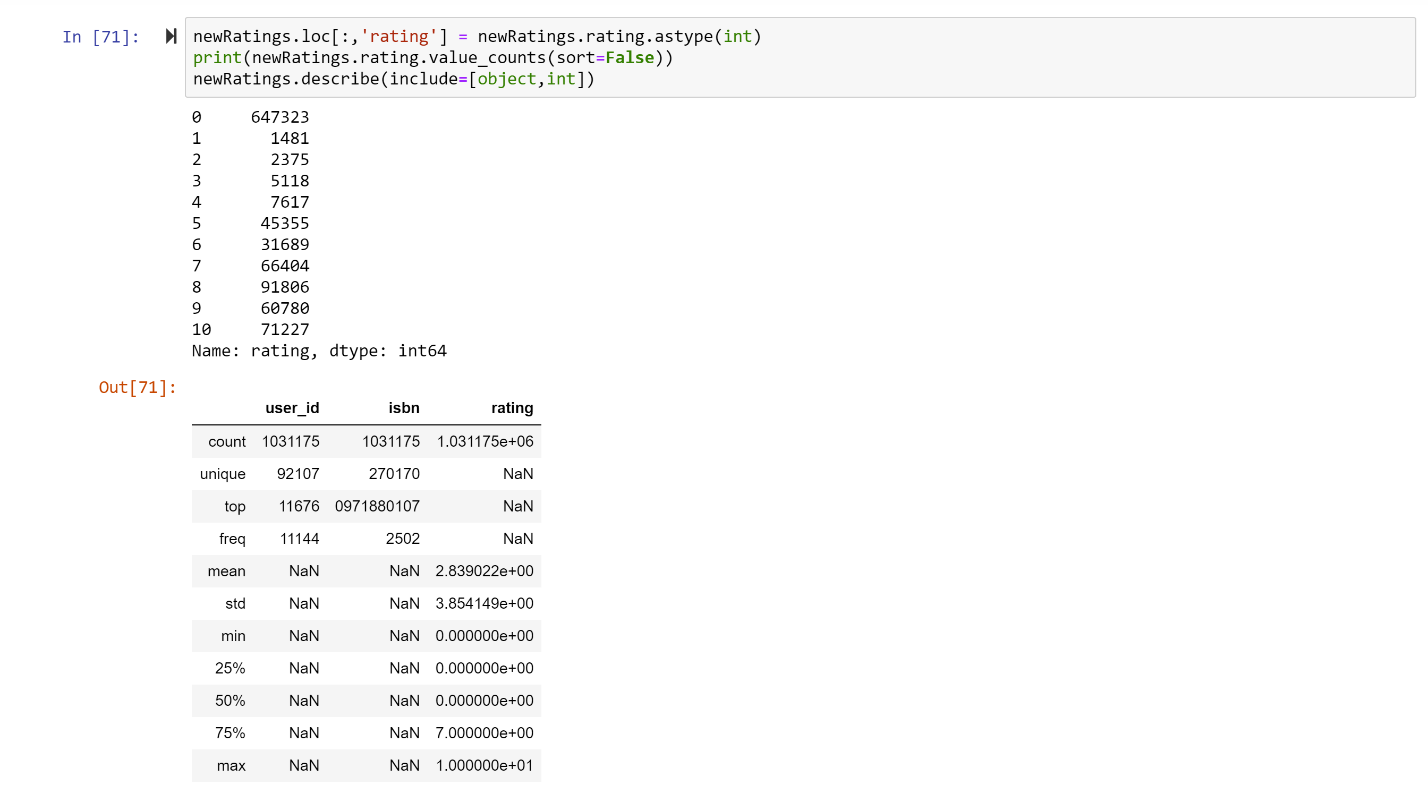 In [71]:
newRatings.loc[:,'rating'] = newRatings.rating.astype(int)
print(newRatings.rating.value_counts(sort=False))
newRatings.describe(include=[object,int])
0 647323
1 1481
2 2375
3 5118
4 7617
5 45355
6 31689
7 66404
8 91806
9 60780
10 71227
Name: rating, dtype: int64
Out[71]:
user_id isbn rating
count 1031175 1031175 1.031175e+06
unique 92107 270170 NaN
top 11676 0971880107 NaN
freq 11144 2502 NaN
mean NaN NaN 2.839022e+00
std NaN NaN 3.854149e+00
min NaN NaN 0.000000e+00
25% NaN NaN 0.000000e+00
50% NaN NaN 0.000000e+00
75% NaN NaN 7.000000e+00
max NaN NaN 1.000000e+01